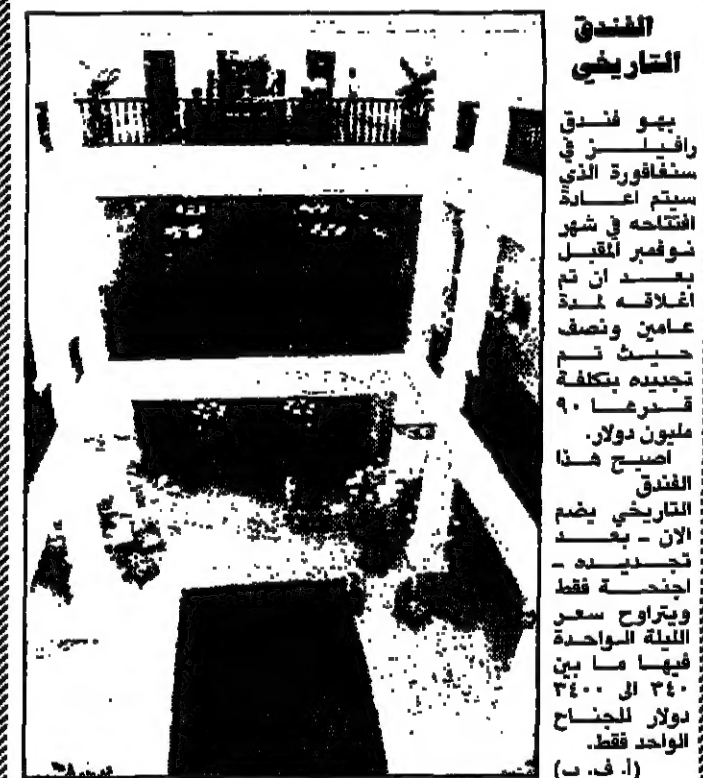 الفندق
التاريخي
بهو فندق
رافيلز في
سنغافورة الذي
سيتم اعادة
افتتاحه في شهر
نوفمبر المقبل
بعد ان تم
اغلاقه لمدة
عامين ونصف
حيث تم
تجديده بتكلفة
قدرها ٩٠
مليون دولار.
اصبح هذا
الفندق
التاريخي يضم
الان - بعد
تجديده -
اجنحة فقط
ويتراوح سعر
الليلة الواحدة
فيها ما بين
٣٤٠ الى ٣٤٠٠
دولار للجناح
الواحد فقط.
(أ. ف. ب)